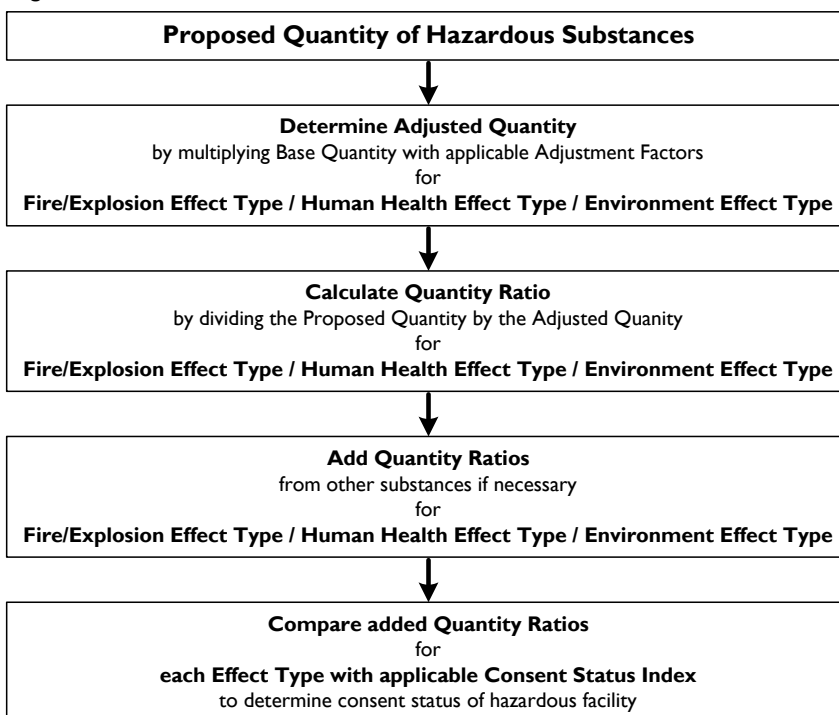 Proposed Quantity of Hazardous Substances
Determine Adjusted Quantity
by multiplying Base Quantity with applicable Adjustment Factors
for
Fire/Explosion Effect Type / Human Health Effect Type / Environment Effect Type
Calculate Quantity Ratio
by dividing the Proposed Quantity by the Adjusted Quanity
for
Fire/Explosion Effect Type / Human Health Effect Type / Environment Effect Type
Add Quantity Ratios
from other substances if necessary
for
Fire/Explosion Effect Type / Human Health Effect Type / Environment Effect Type
Compare added Quantity Ratios
for
each Effect Type with applicable Consent Status Index
to determine consent status of hazardous facility